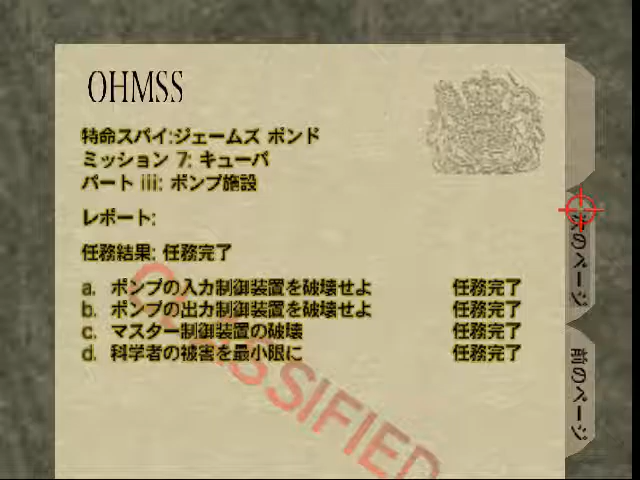 OHMSS
特命スパイ:ジェームズ ボンド
ミッション 7: キューバ
パート iii: ポンプ施設
レポート:
任務結果: 任務完了
a. ポンプの入力制御装置を破壊せよ 任務完了
b. ポンプの出力制御装置を破壊せよ 任務完了
c. マスター制御装置の破壊 任務完了
d. 科学者の被害を最小限に 任務完了
CLASSIFIED
次のページ
前のページ